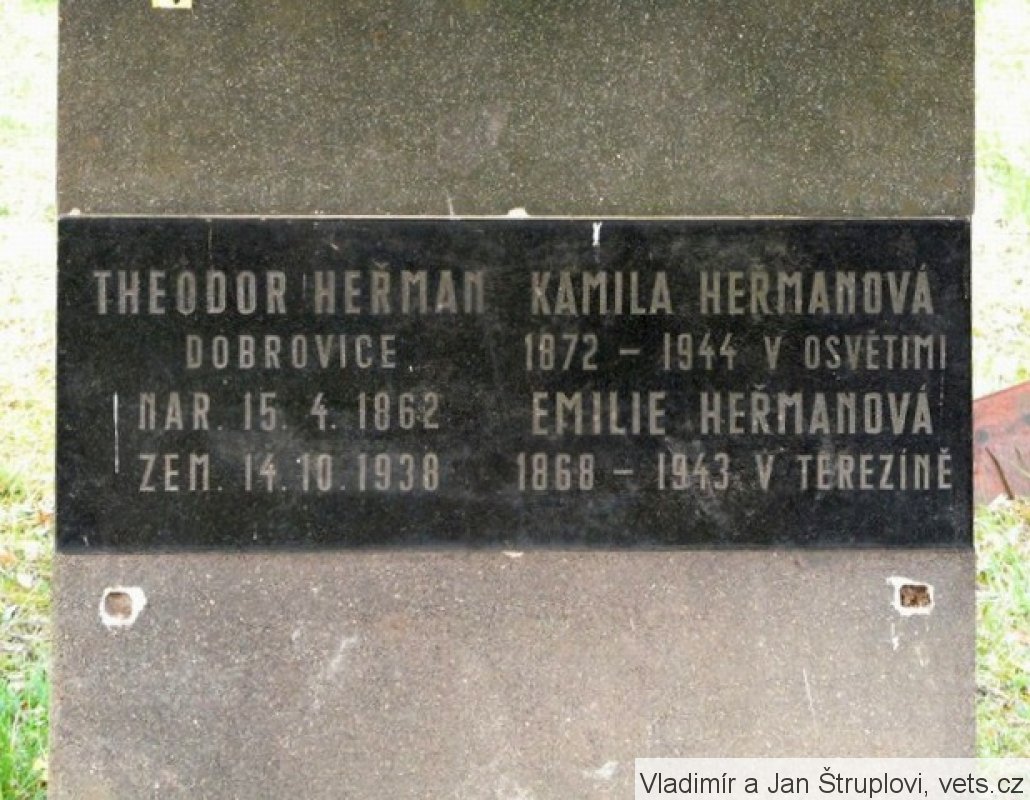 THEODOR HEŘMAN
DOBROVICE
NAR. 15. 4. 1862
ZEM. 14. 10. 1938
KAMILA HEŘMANOVÁ
1872 – 1944 V OSVĚTIMI
EMILIE HEŘMANOVÁ
1868 – 1943 V TEREZÍNĚ
Vladimír a Jan Štruplovi, vets.cz